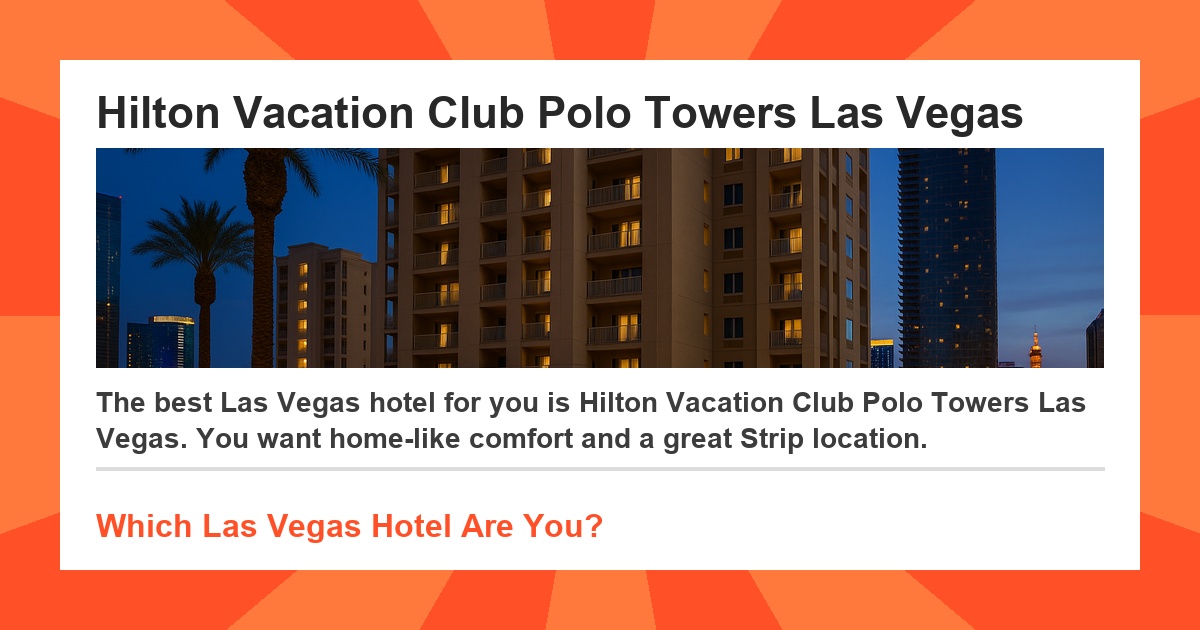 Hilton Vacation Club Polo Towers Las Vegas
The best Las Vegas hotel for you is Hilton Vacation Club Polo Towers Las
Vegas. You want home-like comfort and a great Strip location.
Which Las Vegas Hotel Are You?